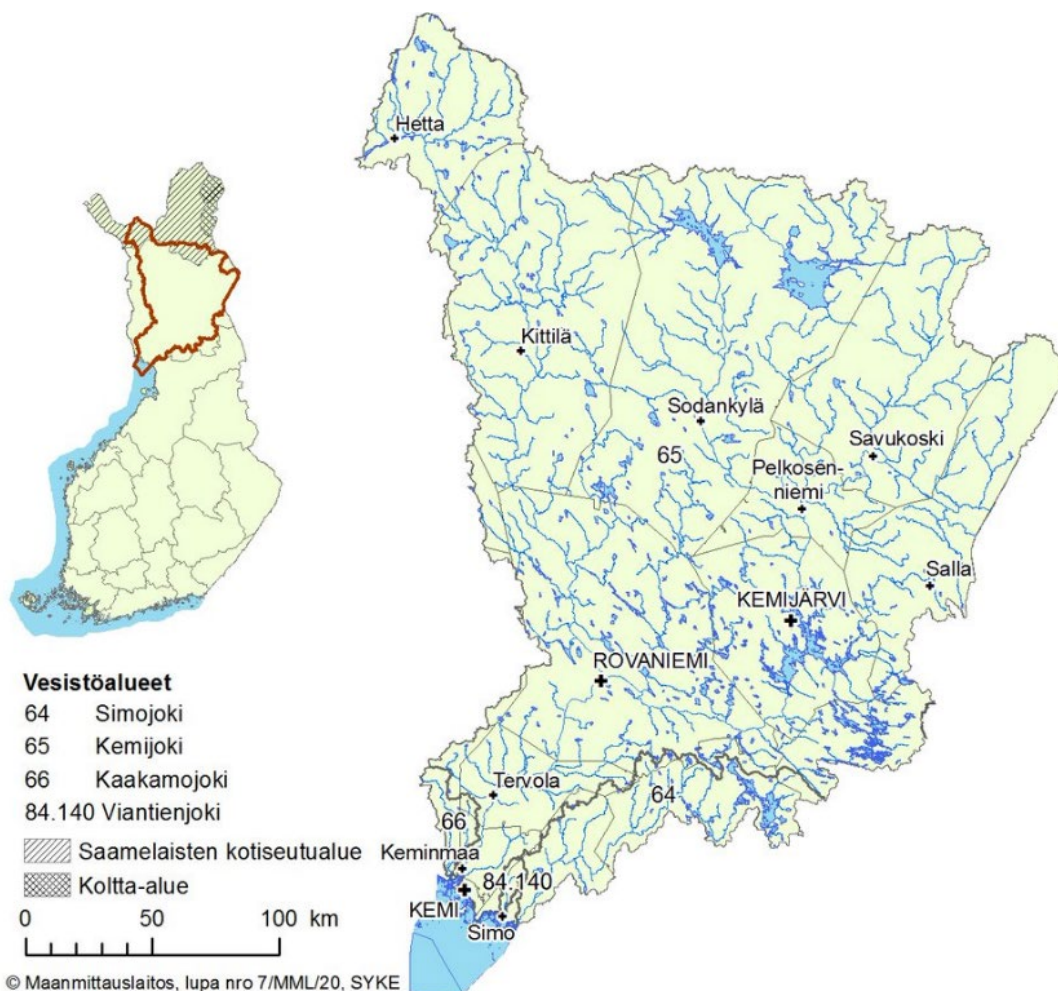 Hetta
Kittilä
Sodankylä
65
Savukoski
Pelkosen-
niemi
Salla
KEMIJÄRVI
ROVANIEMI
Tervola
64
66
Keminmaa
84.140
KEMI
Simo
Vesistöalueet
64 Simojoki
65 Kemijoki
66 Kaakamojoki
84.140 Viantienjoki
Saamelaisten kotiseutualue
Koltta-alue
0 50 100 km
© Maanmittauslaitos, lupa nro 7/MML/20, SYKE